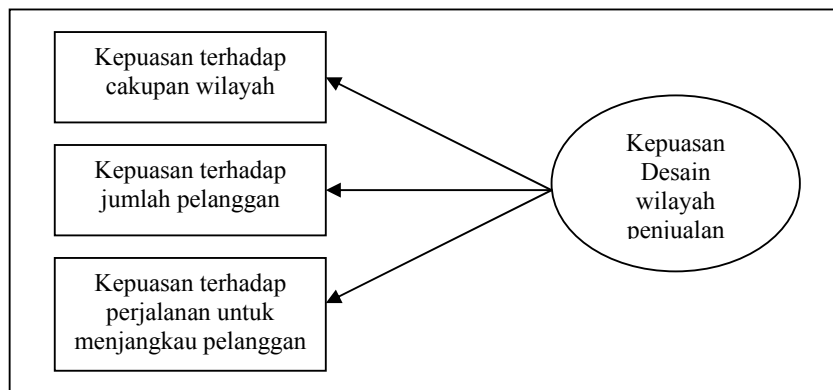 Kepuasan terhadap
cakupan wilayah
Kepuasan terhadap
jumlah pelanggan
Kepuasan terhadap
perjalanan untuk
menjangkau pelanggan
Kepuasan
Desain
wilayah
penjualan